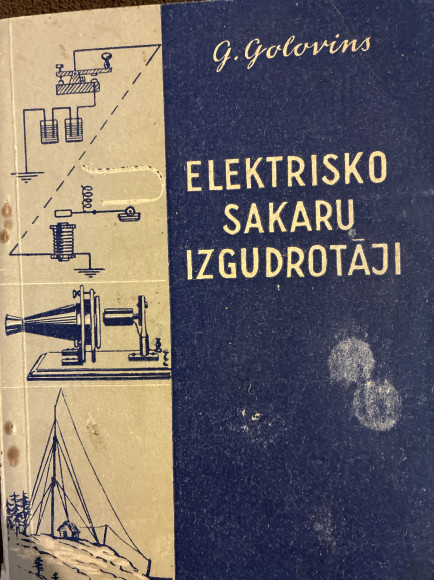 G. Golovins
ELEKTRISKO
SAKARU
IZGUDROTĀJI